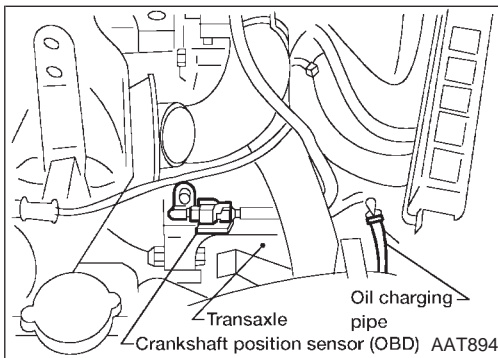 Oil charging
pipe
Transaxle
Crankshaft position sensor (OBD) AAT894